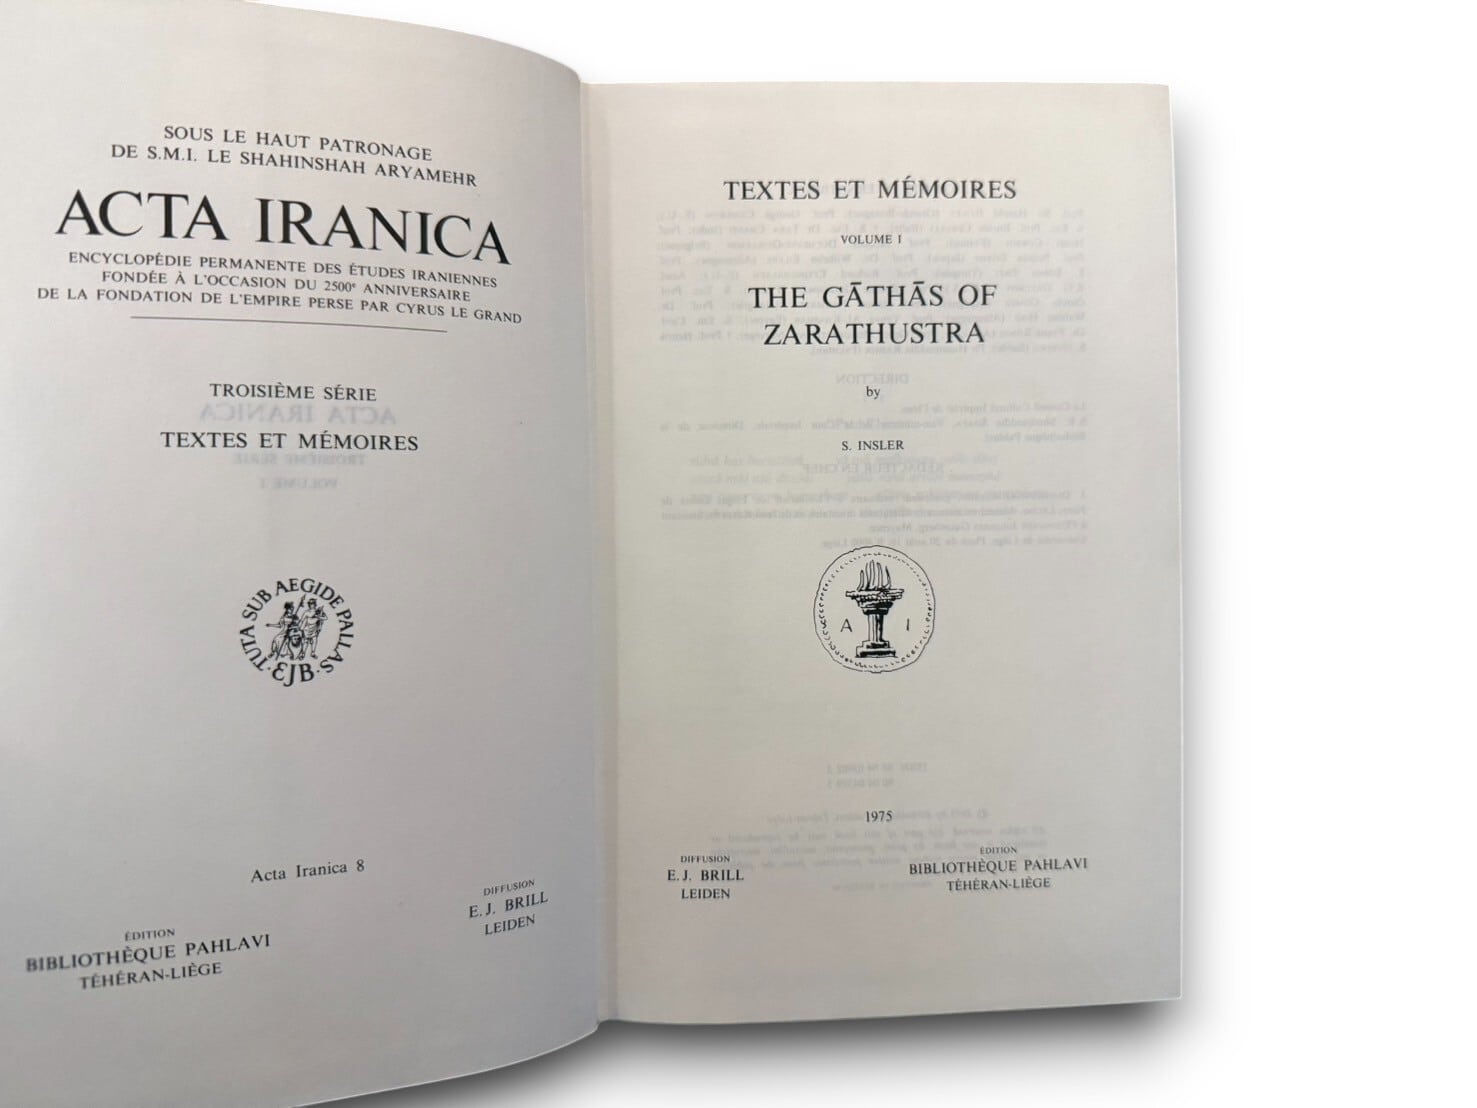 SOUS LE HAUT PATRONAGE
DE S.M.I. LE SHAHINSHAH ARYAMEHR
ACTA IRANICA
ENCYCLOPÉDIE PERMANENTE DES ÉTUDES IRANIENNES
FONDÉE À L'OCCASION DU 2500e ANNIVERSAIRE
DE LA FONDATION DE L'EMPIRE PERSE PAR CYRUS LE GRAND
TROISIÈME SÉRIE
TEXTES ET MÉMOIRES
TUTA SUB AEGIDE PALLAS
EJB
Acta Iranica 8
ÉDITION
BIBLIOTHÈQUE PAHLAVI
TÉHÉRAN-LIÈGE
DIFFUSION
E.J. BRILL
LEIDEN
TEXTES ET MÉMOIRES
VOLUME I
THE GĀTHĀS OF
ZARATHUSTRA
by
S. INSLER
A I
1975
DIFFUSION
E.J. BRILL
LEIDEN
ÉDITION
BIBLIOTHÈQUE PAHLAVI
TÉHÉRAN-LIÈGE